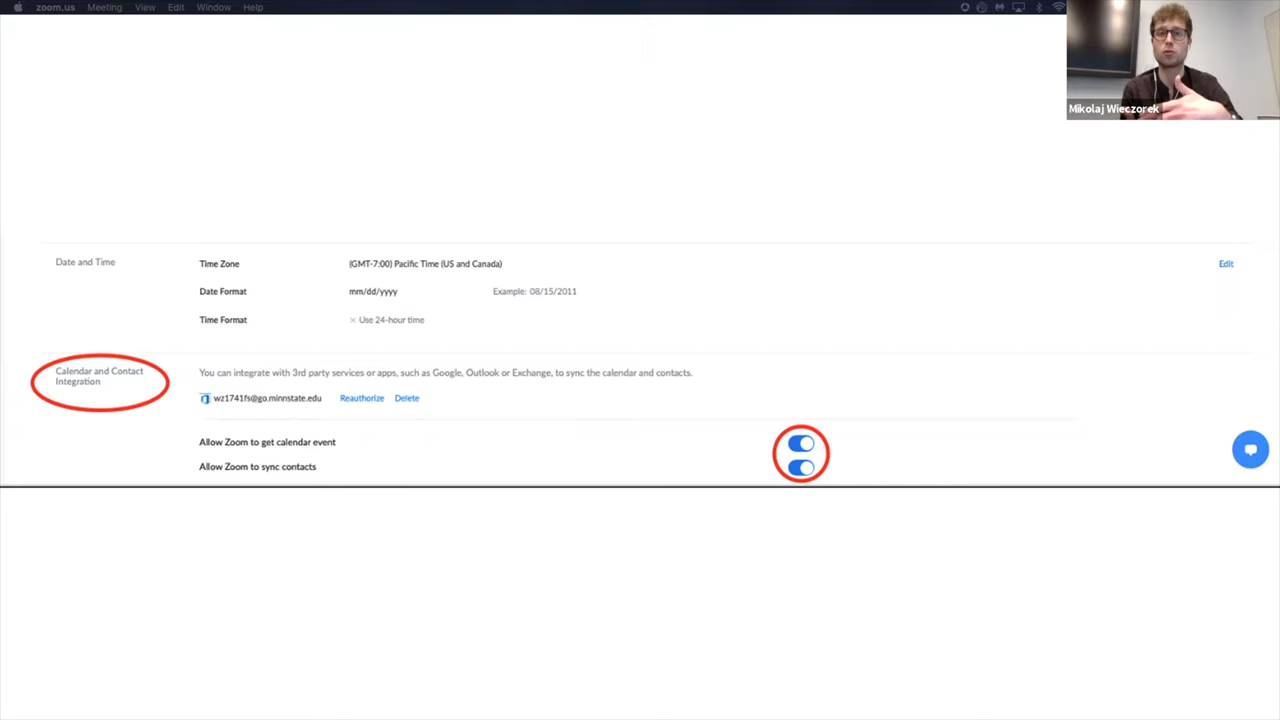 zoom.us Meeting View Edit Window Help
Mikolaj Wieczorek
Date and Time
Time Zone
(GMT-7:00) Pacific Time (US and Canada)
Edit
Date Format
mm/dd/yyyy
Example: 08/15/2011
Time Format
Use 24-hour time
Calendar and Contact
Integration
You can integrate with 3rd party services or apps, such as Google, Outlook or Exchange, to sync the calendar and contacts.
wz1741fs@go.minnstate.edu
Reauthorize
Delete
Allow Zoom to get calendar event
Allow Zoom to sync contacts